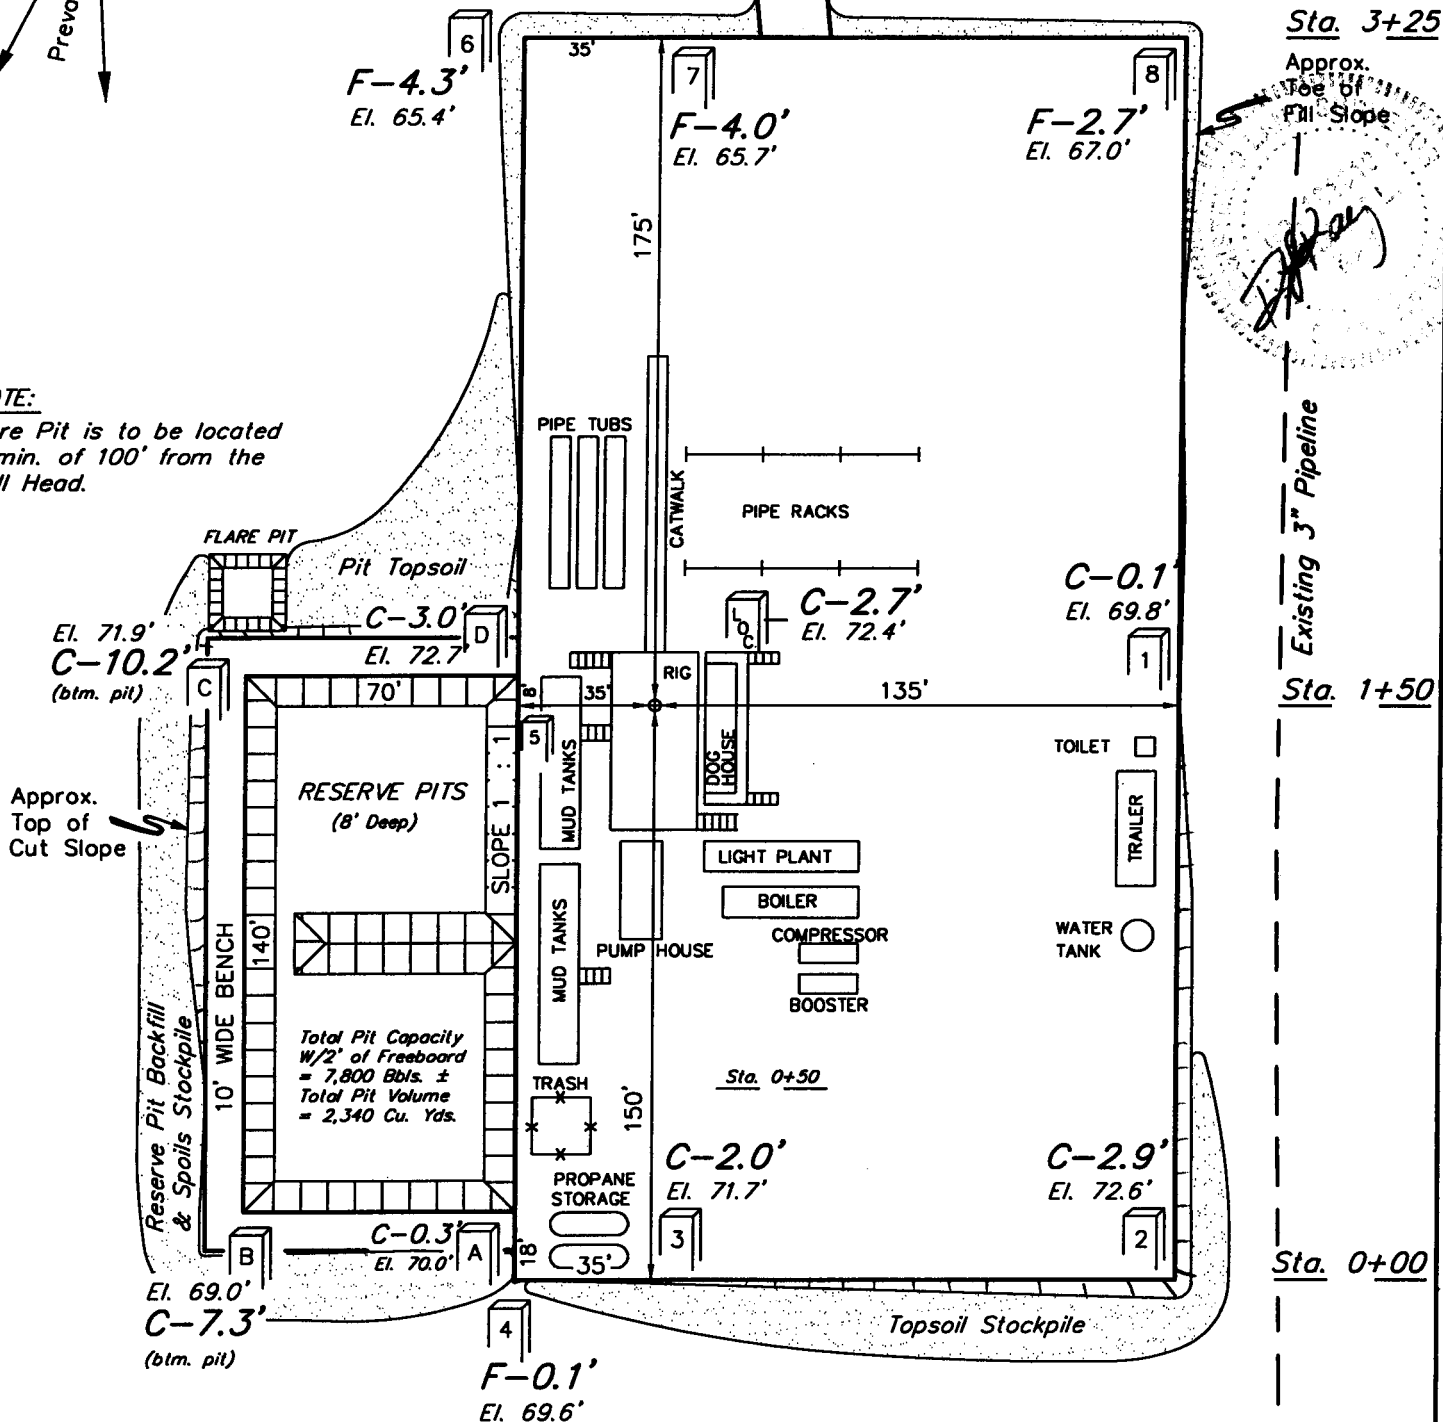 Sta. 3+25
Approx.
Toe of
Fill Slope
Preva
6
F-4.3'
El. 65.4'
35'
7
F-4.0'
El. 65.7'
8
F-2.7'
El. 67.0'
175'
OTE:
re Pit is to be located
min. of 100' from the
ll Head.
PIPE TUBS
CATWALK
PIPE RACKS
Existing 3" Pipeline
FLARE PIT
Pit Topsoil
C-3.0'
El. 72.7'
D
El. 71.9'
C-10.2'
(btm. pit)
C
LOC.
C-2.7'
El. 72.4'
C-0.1'
El. 69.8'
1
RIG
70'
8'
35'
135'
Sta. 1+50
5
MUD TANKS
DOG
HOUSE
TOILET
TRAILER
RESERVE PITS
(8' Deep)
SLOPE 1 : 1
Approx.
Top of
Cut Slope
LIGHT PLANT
BOILER
PUMP HOUSE
COMPRESSOR
BOOSTER
WATER
TANK
MUD TANKS
140'
10' WIDE BENCH
Reserve Pit Backfill
& Spoils Stockpile
Total Pit Capacity
W/2' of Freeboard
= 7,800 Bbls. ±
Total Pit Volume
= 2,340 Cu. Yds.
TRASH
Sta. 0+50
150'
PROPANE
STORAGE
C-2.0'
El. 71.7'
3
C-2.9'
El. 72.6'
2
C-0.3'
El. 70.0'
A
18'
35'
B
El. 69.0'
C-7.3'
(btm. pit)
Sta. 0+00
4
F-0.1'
El. 69.6'
Topsoil Stockpile